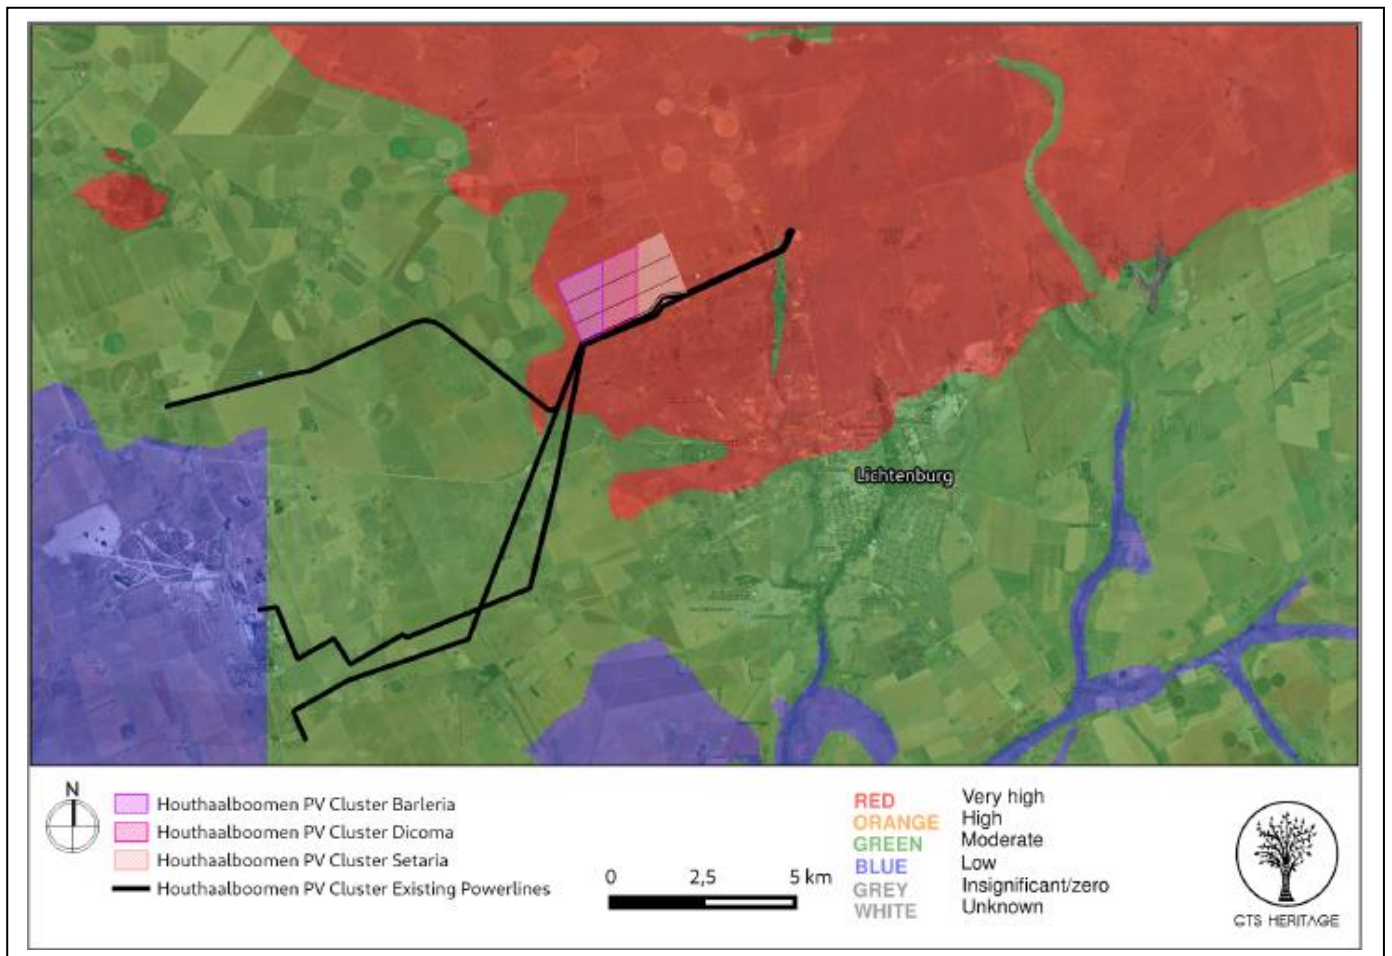 Lichtenburg
N
Houthaalboomen PV Cluster Barleria
Houthaalboomen PV Cluster Dicoma
Houthaalboomen PV Cluster Setaria
Houthaalboomen PV Cluster Existing Powerlines
0 2,5 5 km
RED Very high
ORANGE High
GREEN Moderate
BLUE Low
GREY Insignificant/zero
WHITE Unknown
CTS HERITAGE